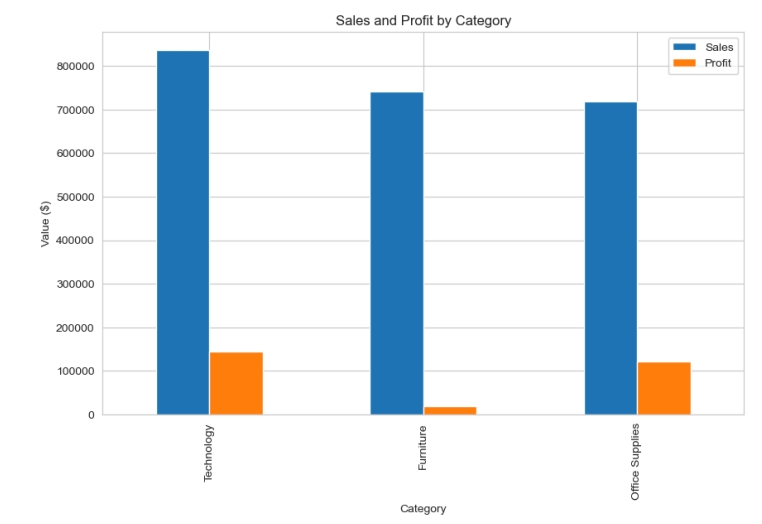 Sales and Profit by Category
Sales
Profit
800000
700000
600000
500000
400000
300000
200000
100000
0
Value ($)
Technology
Furniture
Office Supplies
Category